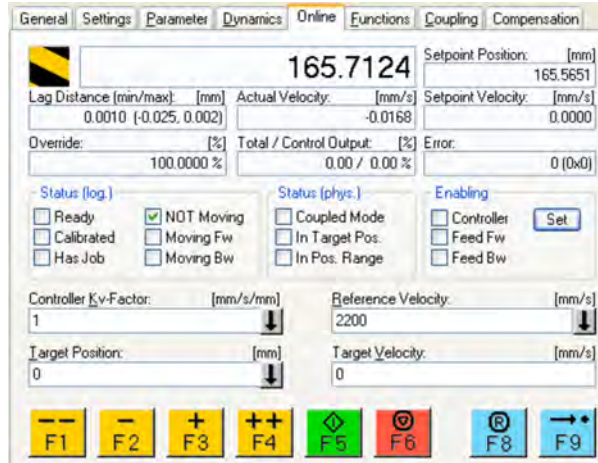 General Settings Parameter Dynamics Online Functions Coupling Compensation
165.7124
Setpoint Position: [mm]
165.5651
Lag Distance (min/max): [mm] Actual Velocity: [mm/s] Setpoint Velocity: [mm/s]
0.0010 (-0.025, 0.002) -0.0168 0.0000
Override: [%] Total / Control Output: [%] Error:
100.0000 % 0.00 / 0.00 % 0 (0x0)
Status (log.) Status (phys.) Enabling
Ready NOT Moving Coupled Mode Controller Set
Calibrated Moving Fw In Target Pos. Feed Fw
Has Job Moving Bw In Pos. Range Feed Bw
Controller Kv-Factor: [mm/s/mm] Reference Velocity: [mm/s]
1 2200
Target Position: [mm] Target Velocity: [mm/s]
0 0
-- - + ++ R
F1 F2 F3 F4 F5 F6 F8 F9